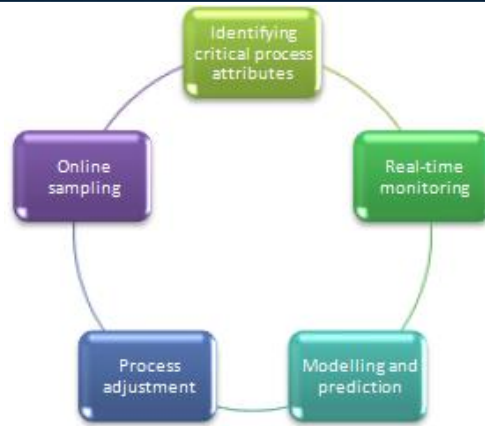 Identifying
critical process
attributes
Real-time
monitoring
Modelling and
prediction
Process
adjustment
Online
sampling